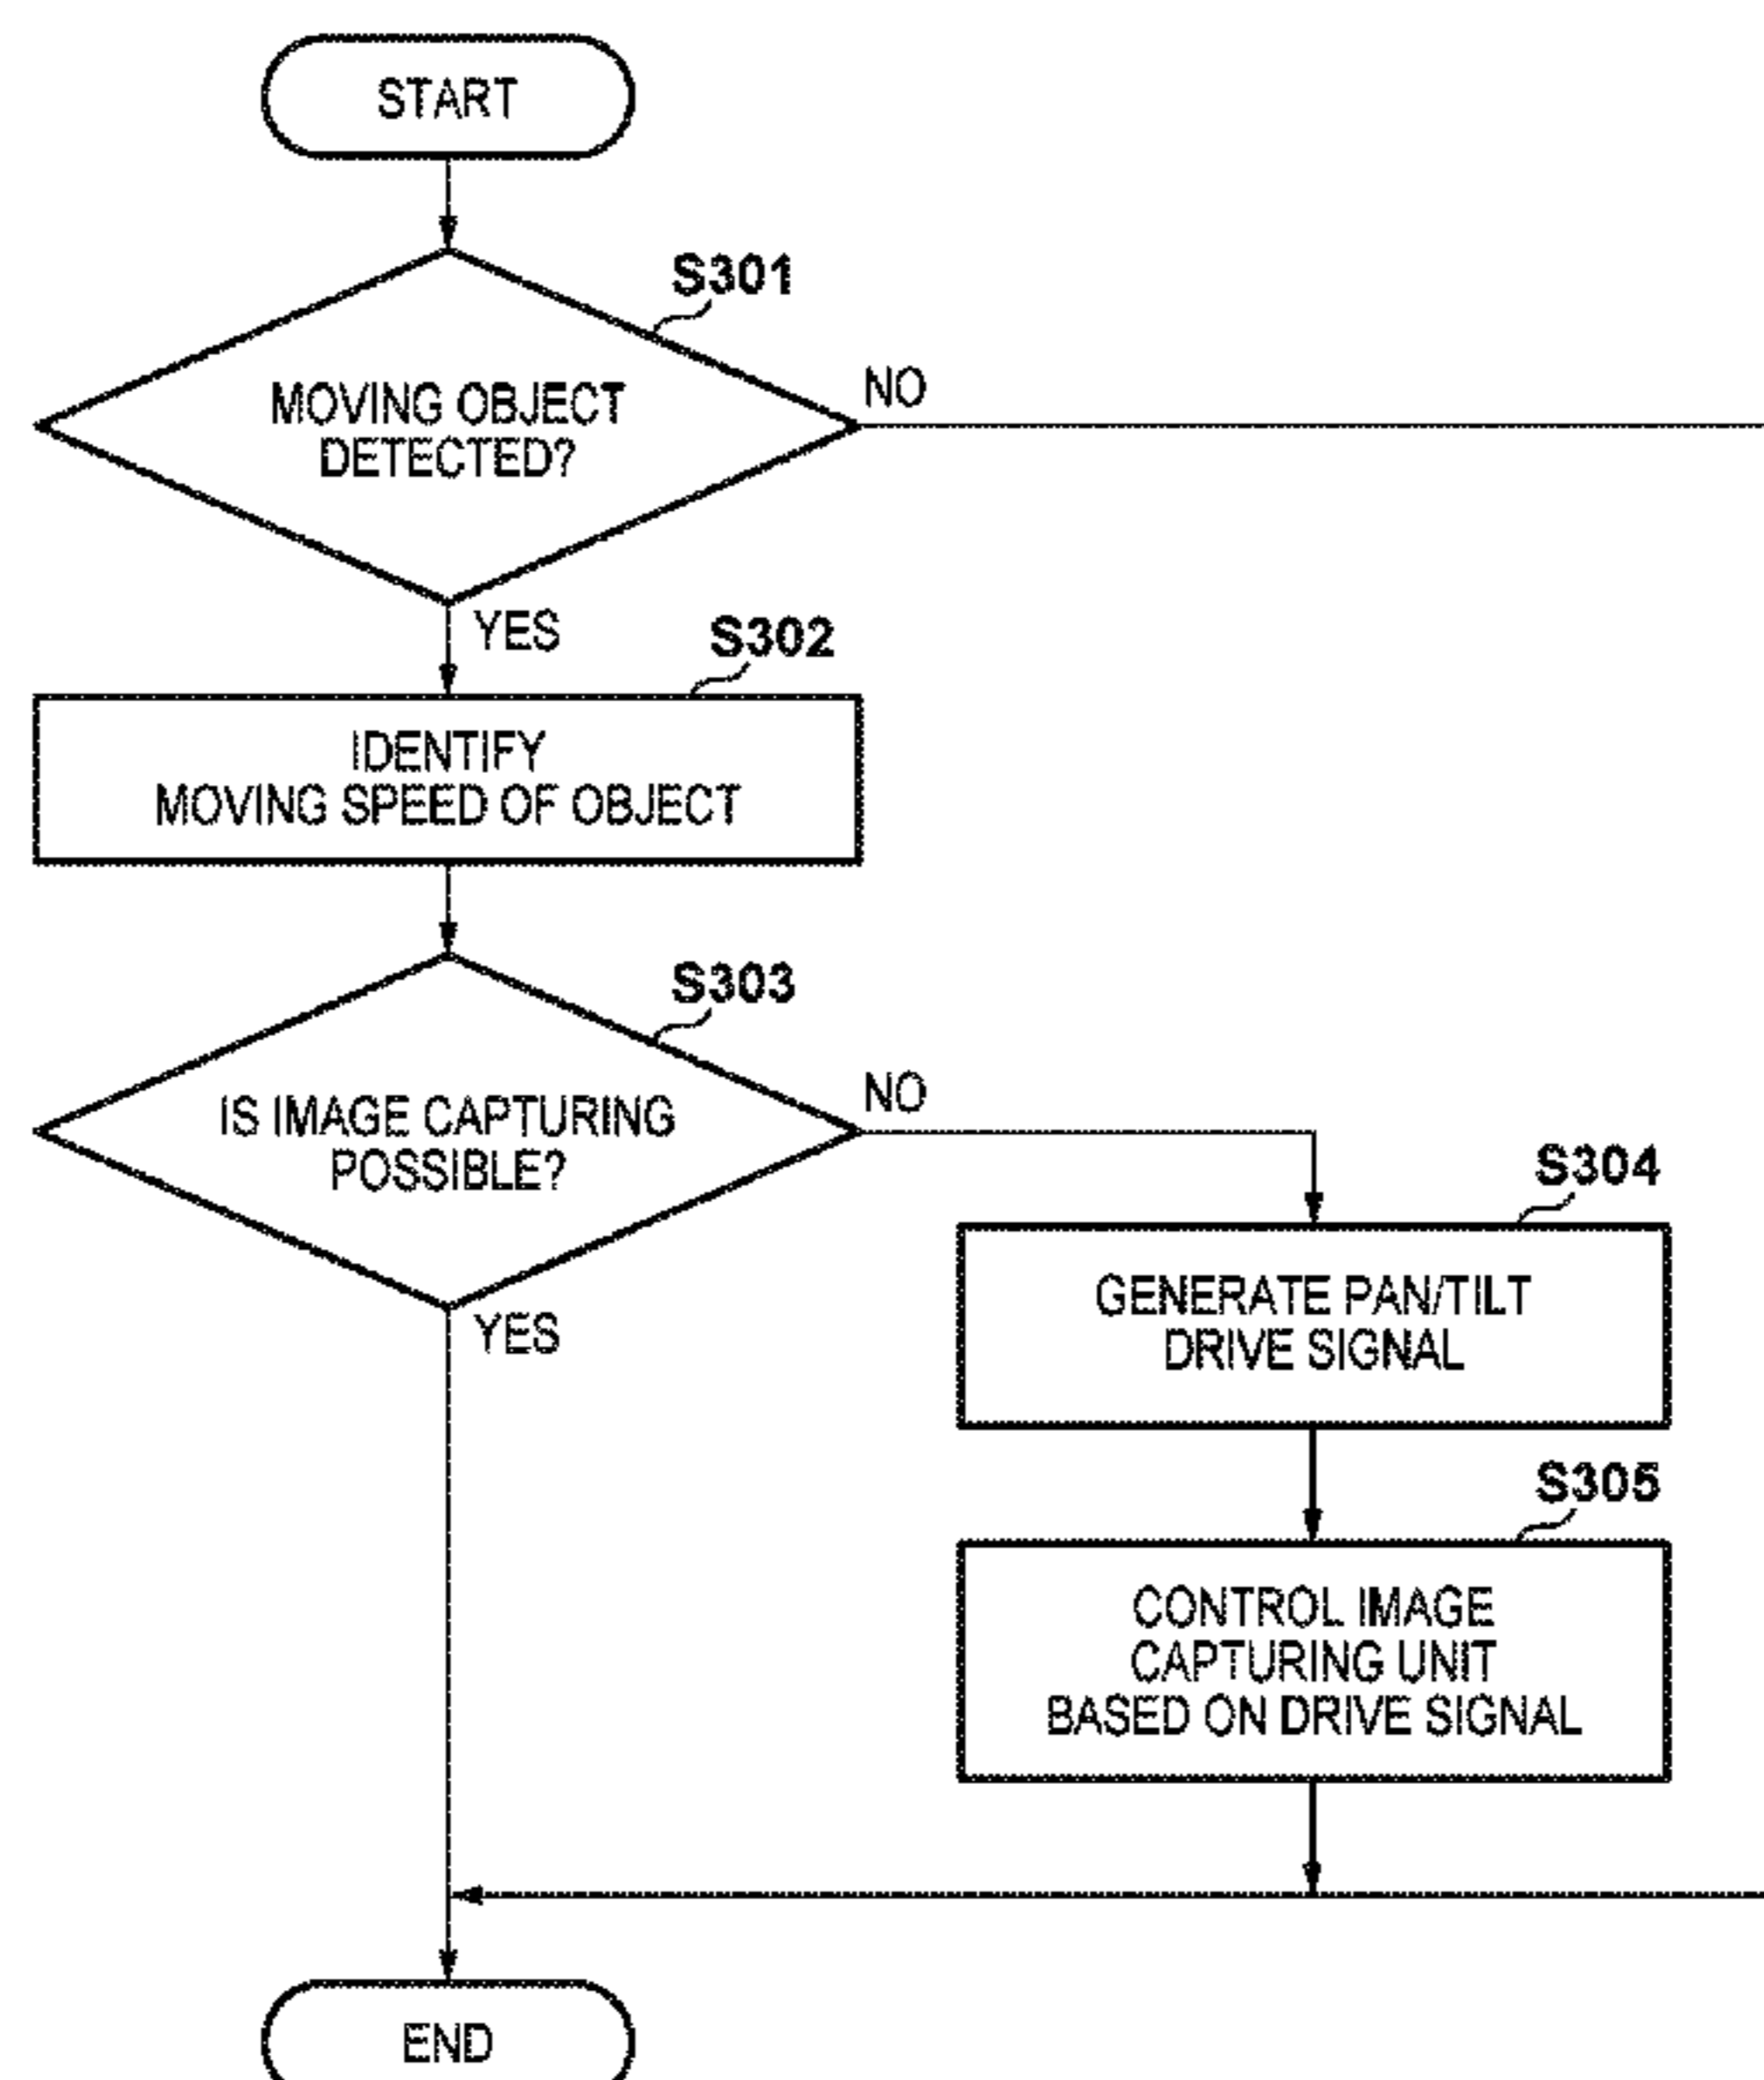 START
S301
MOVING OBJECT
DETECTED?
NO
YES
S302
IDENTIFY
MOVING SPEED OF OBJECT
S303
IS IMAGE CAPTURING
POSSIBLE?
NO
YES
S304
GENERATE PAN/TILT
DRIVE SIGNAL
S305
CONTROL IMAGE
CAPTURING UNIT
BASED ON DRIVE SIGNAL
END